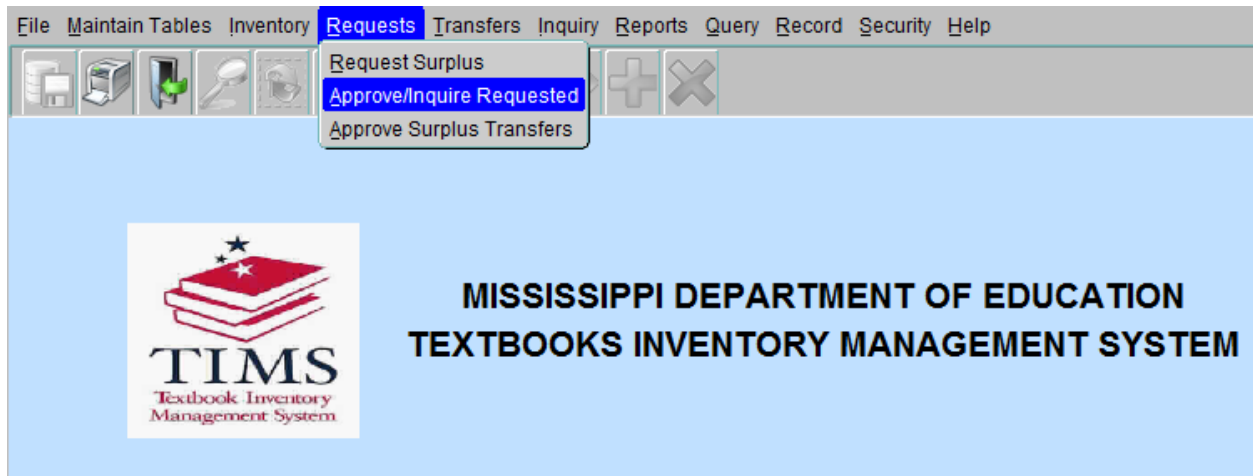 File Maintain Tables Inventory Requests Transfers Inquiry Reports Query Record Security Help
Request Surplus
Approve/Inquire Requested
Approve Surplus Transfers
MISSISSIPPI DEPARTMENT OF EDUCATION
TEXTBOOKS INVENTORY MANAGEMENT SYSTEM
TIMS
Textbook Inventory
Management System